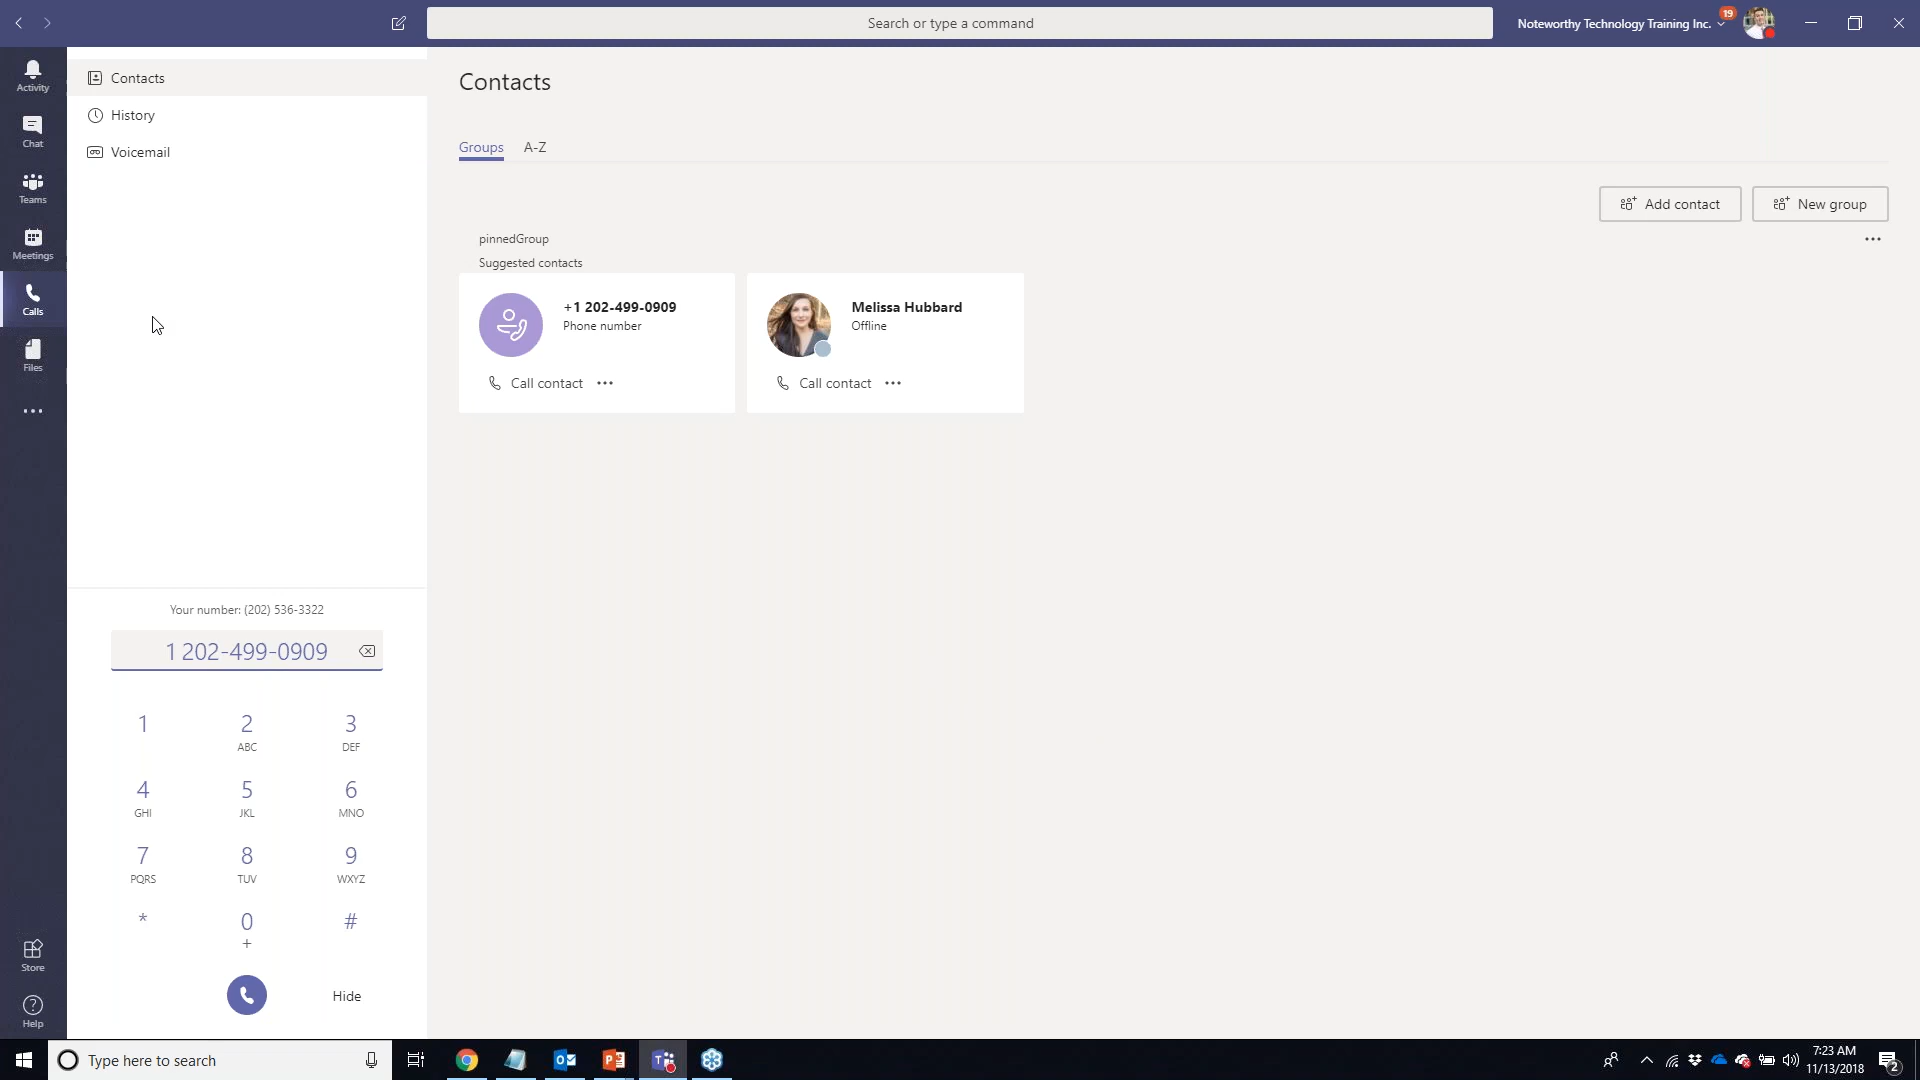 Search or type a command
Noteworthy Technology Training Inc.
19
Activity
Chat
Teams
Meetings
Calls
Files
Store
Help
Contacts
History
Voicemail
Contacts
Groups A-Z
Add contact
New group
pinnedGroup
Suggested contacts
+1 202-499-0909
Phone number
Call contact
Melissa Hubbard
Offline
Call contact
Your number: (202) 536-3322
1 202-499-0909
1 2 3
ABC DEF
4 5 6
GHI JKL MNO
7 8 9
PQRS TUV WXYZ
* 0 #
+
Hide
Type here to search
7:23 AM
11/13/2018
2